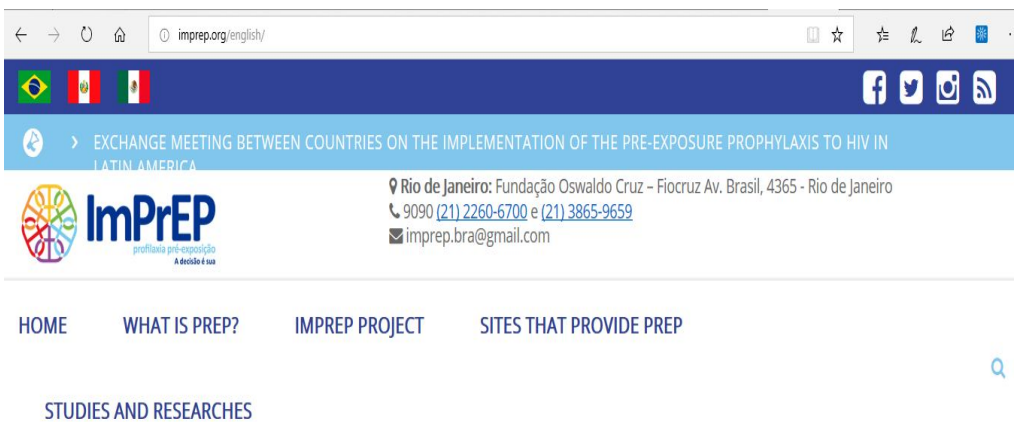 imprep.org/english/
EXCHANGE MEETING BETWEEN COUNTRIES ON THE IMPLEMENTATION OF THE PRE-EXPOSURE PROPHYLAXIS TO HIV IN
LATIN AMERICA
ImPrEP
profilaxia pré-exposição
A decisão é sua
Rio de Janeiro: Fundação Oswaldo Cruz – Fiocruz Av. Brasil, 4365 - Rio de Janeiro
9090 (21) 2260-6700 e (21) 3865-9659
imprep.bra@gmail.com
HOME WHAT IS PREP? IMPREP PROJECT SITES THAT PROVIDE PREP
STUDIES AND RESEARCHES